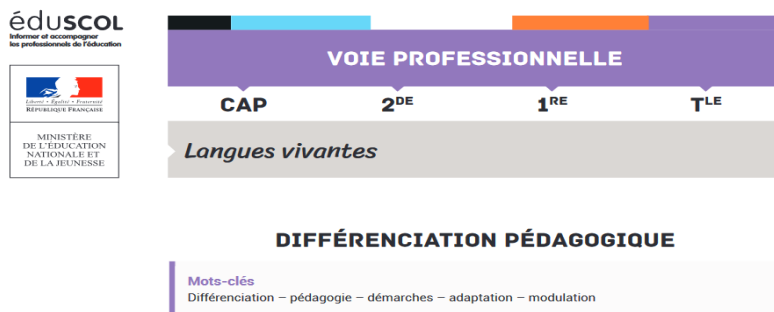 éduscol
Informer et accompagner
les professionnels de l'éducation
Liberté • Égalité • Fraternité
RÉPUBLIQUE FRANÇAISE
MINISTÈRE
DE L'ÉDUCATION
NATIONALE ET
DE LA JEUNESSE
VOIE PROFESSIONNELLE
CAP 2DE 1RE TLE
Langues vivantes
DIFFÉRENCIATION PÉDAGOGIQUE
Mots-clés
Différenciation – pédagogie – démarches – adaptation – modulation